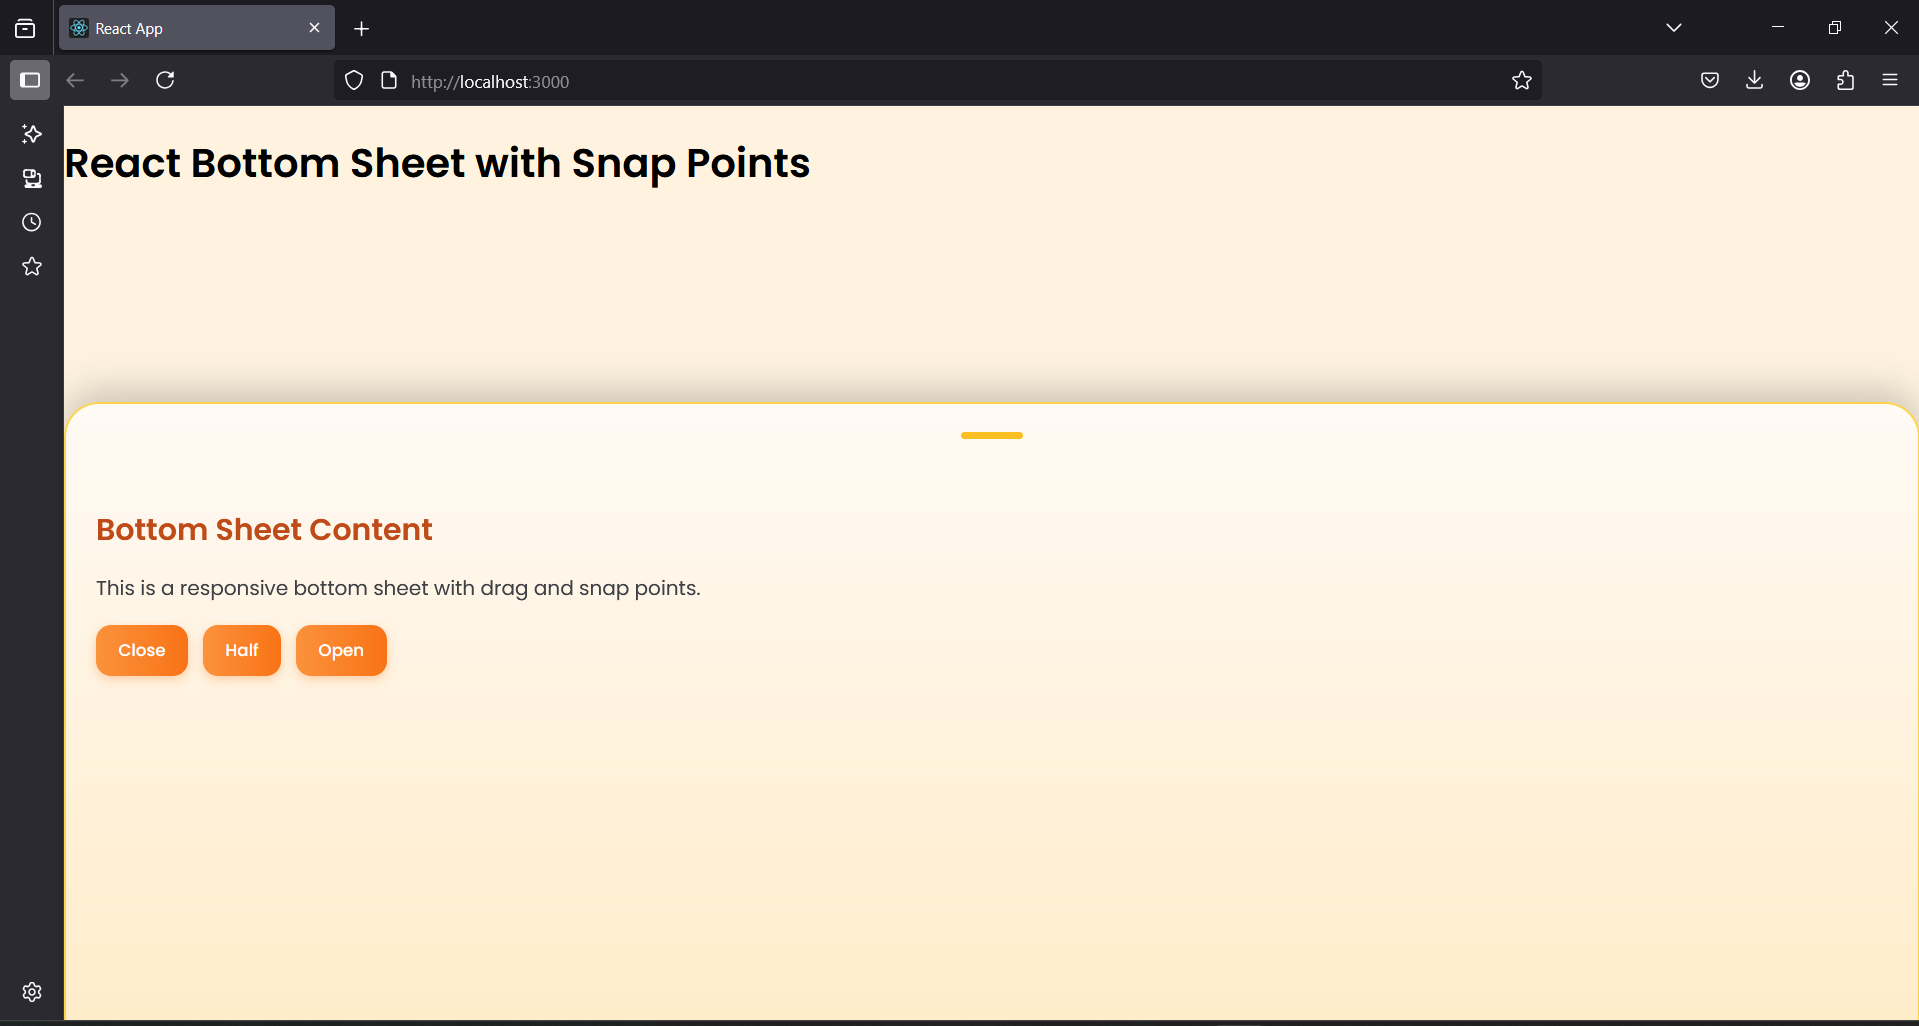 React App
http://localhost:3000
React Bottom Sheet with Snap Points
Bottom Sheet Content
This is a responsive bottom sheet with drag and snap points.
Close Half Open